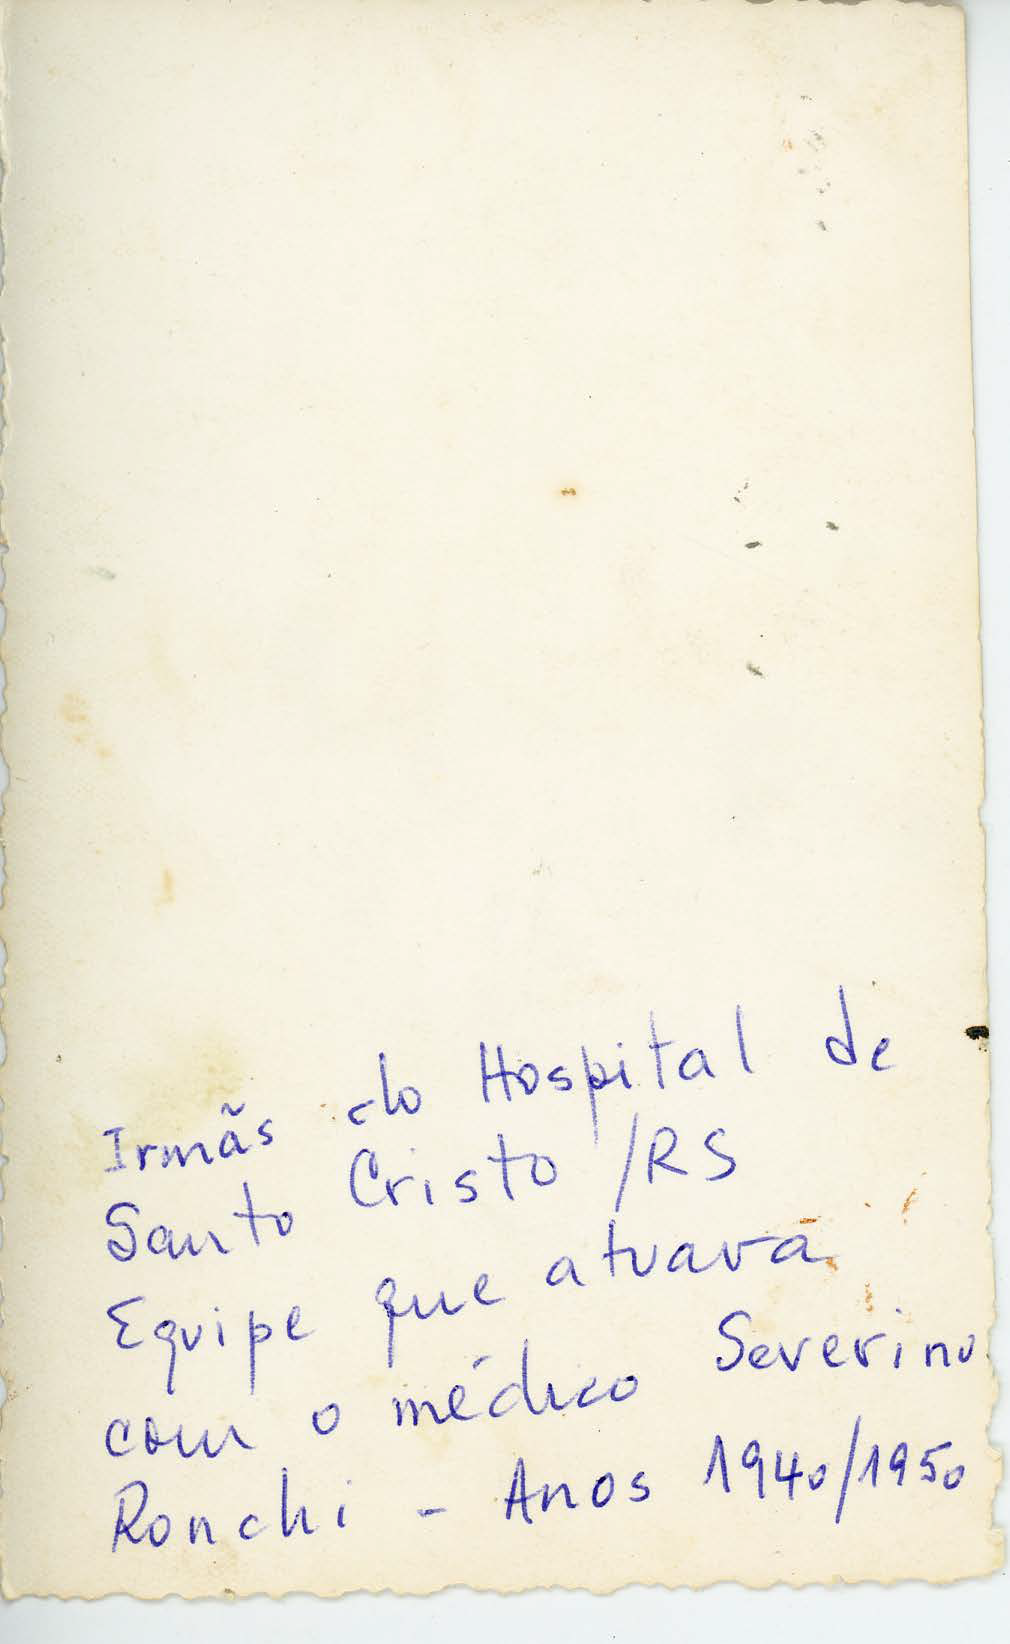 Irmãs do Hospital de
Santo Cristo /RS
Equipe que atuava
com o médico Severino
Ronchi - Anos 1940/1950